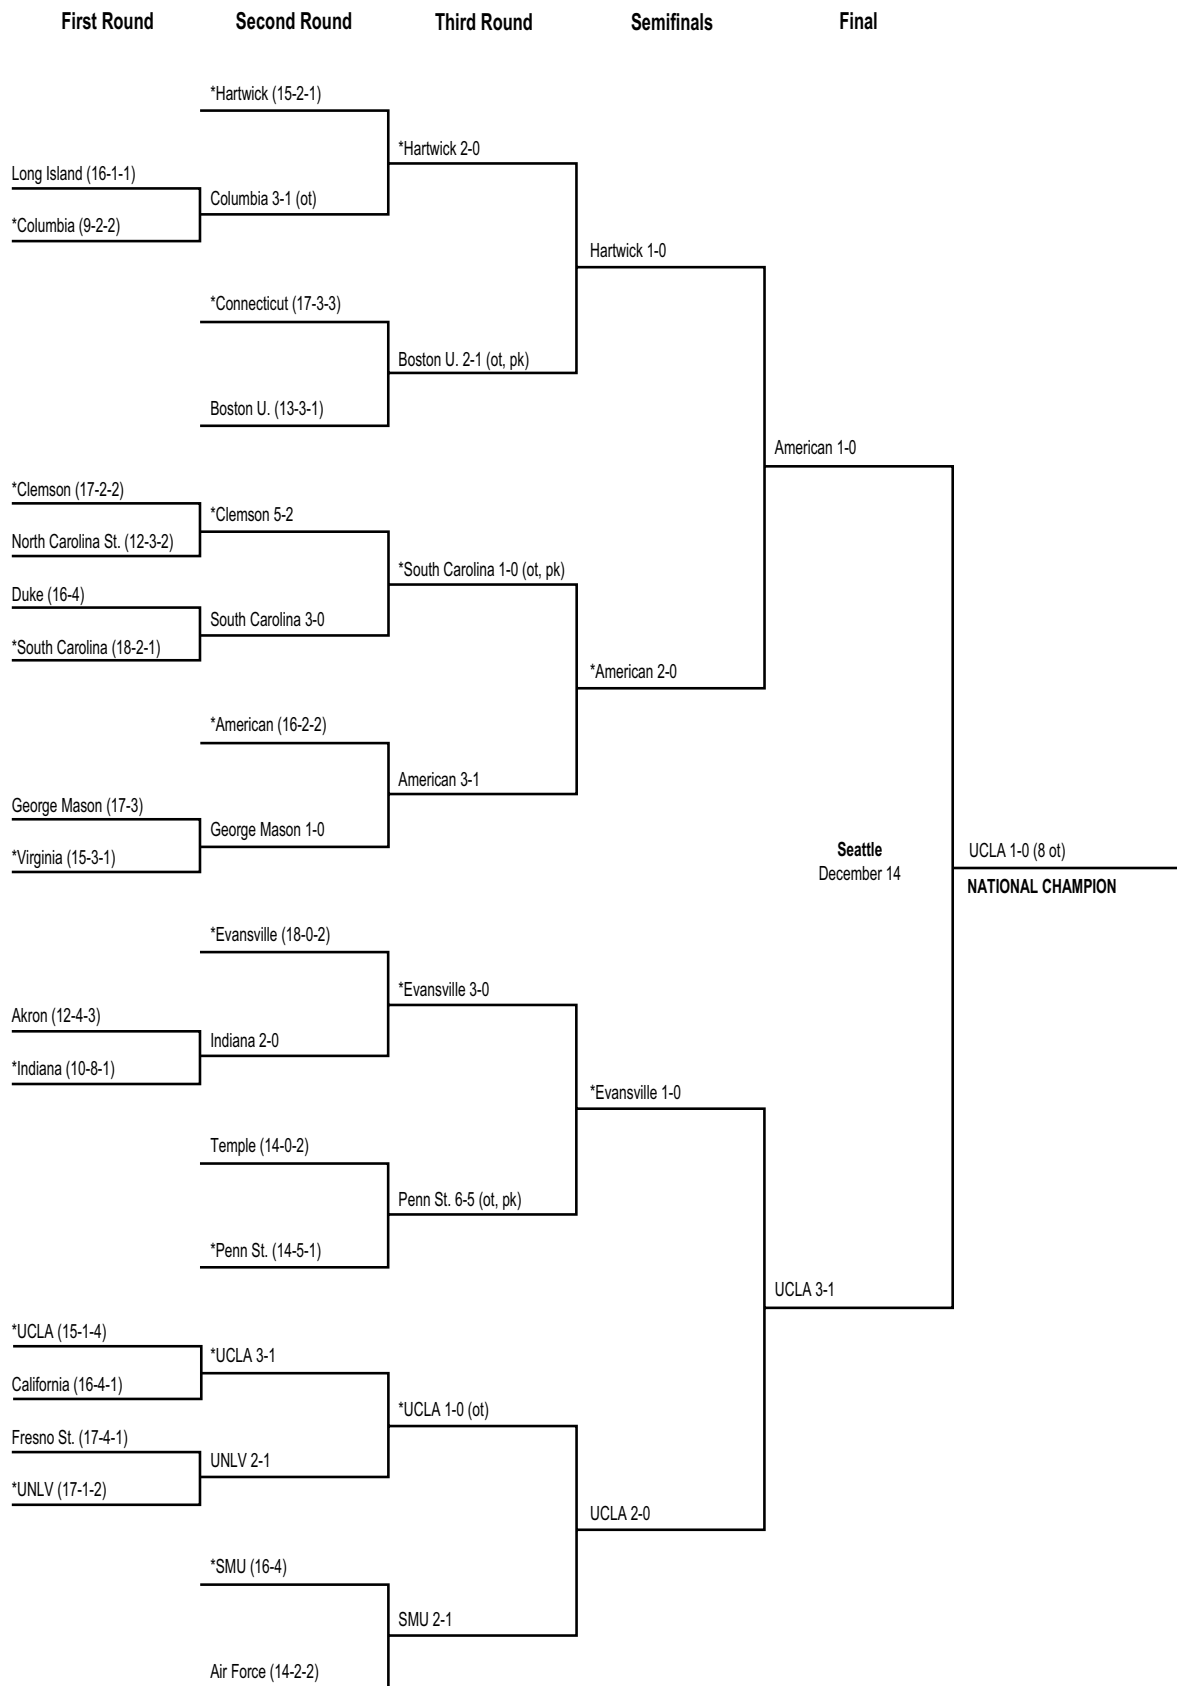 First Round
Second Round
Third Round
Semifinals
Final
*Hartwick (15-2-1)
*Hartwick 2-0
Long Island (16-1-1)
Columbia 3-1 (ot)
*Columbia (9-2-2)
Hartwick 1-0
*Connecticut (17-3-3)
Boston U. 2-1 (ot, pk)
Boston U. (13-3-1)
American 1-0
*Clemson (17-2-2)
*Clemson 5-2
North Carolina St. (12-3-2)
*South Carolina 1-0 (ot, pk)
Duke (16-4)
South Carolina 3-0
*South Carolina (18-2-1)
*American 2-0
*American (16-2-2)
American 3-1
George Mason (17-3)
George Mason 1-0
*Virginia (15-3-1)
Seattle
December 14
UCLA 1-0 (8 ot)
NATIONAL CHAMPION
*Evansville (18-0-2)
*Evansville 3-0
Akron (12-4-3)
Indiana 2-0
*Indiana (10-8-1)
*Evansville 1-0
Temple (14-0-2)
Penn St. 6-5 (ot, pk)
*Penn St. (14-5-1)
UCLA 3-1
*UCLA (15-1-4)
*UCLA 3-1
California (16-4-1)
*UCLA 1-0 (ot)
Fresno St. (17-4-1)
UNLV 2-1
*UNLV (17-1-2)
UCLA 2-0
*SMU (16-4)
SMU 2-1
Air Force (14-2-2)